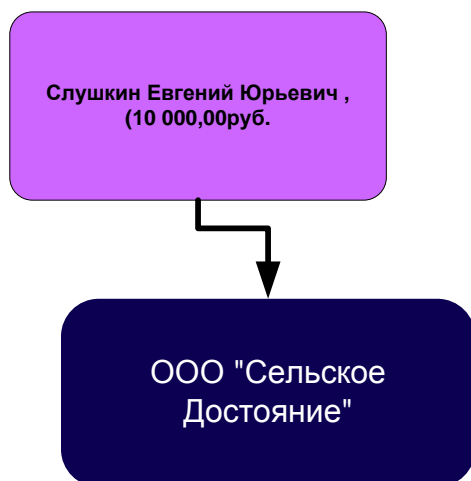 Слушкин Евгений Юрьевич ,
(10 000,00руб.
ООО "Сельское
Достояние"